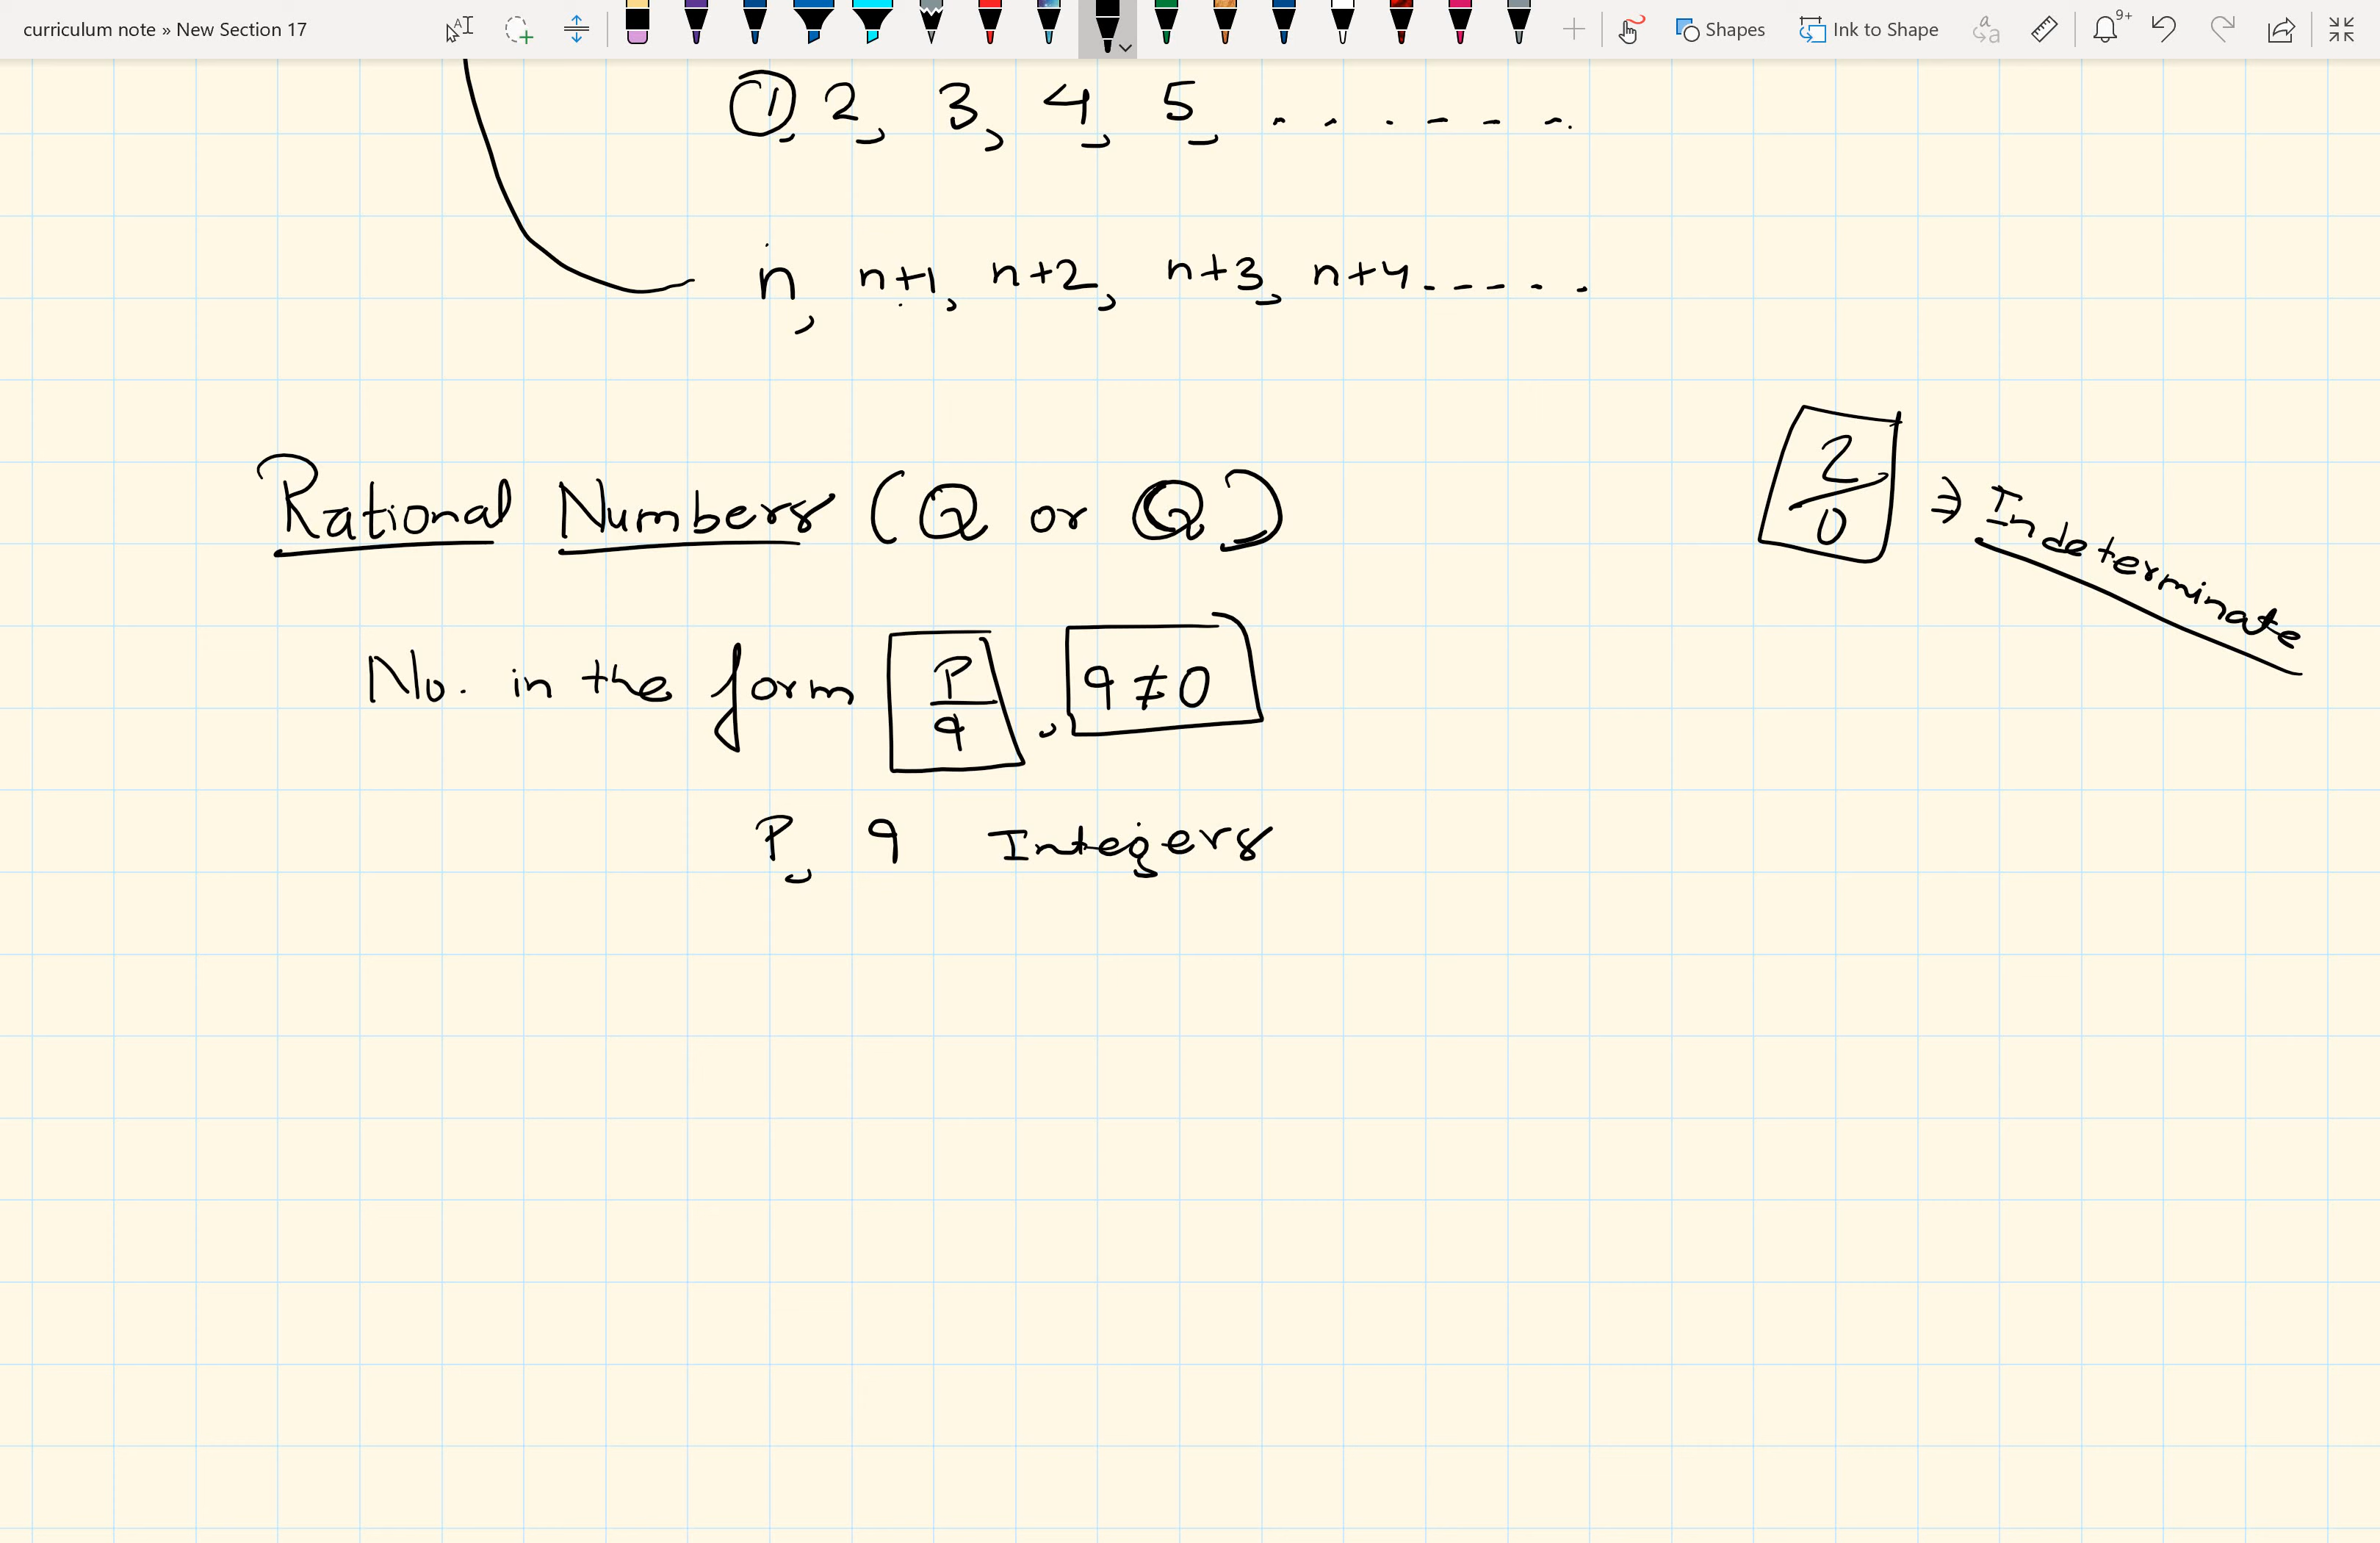 curriculum note » New Section 17
Shapes
Ink to Shape
9+
1, 2, 3, 4, 5, . . . . . .
n, n+1, n+2, n+3, n+4 . . . . .
Rational Numbers (Q or ℚ)
2/0 ⇒ Indeterminate
No. in the form P/q, q ≠ 0
P, q Integers